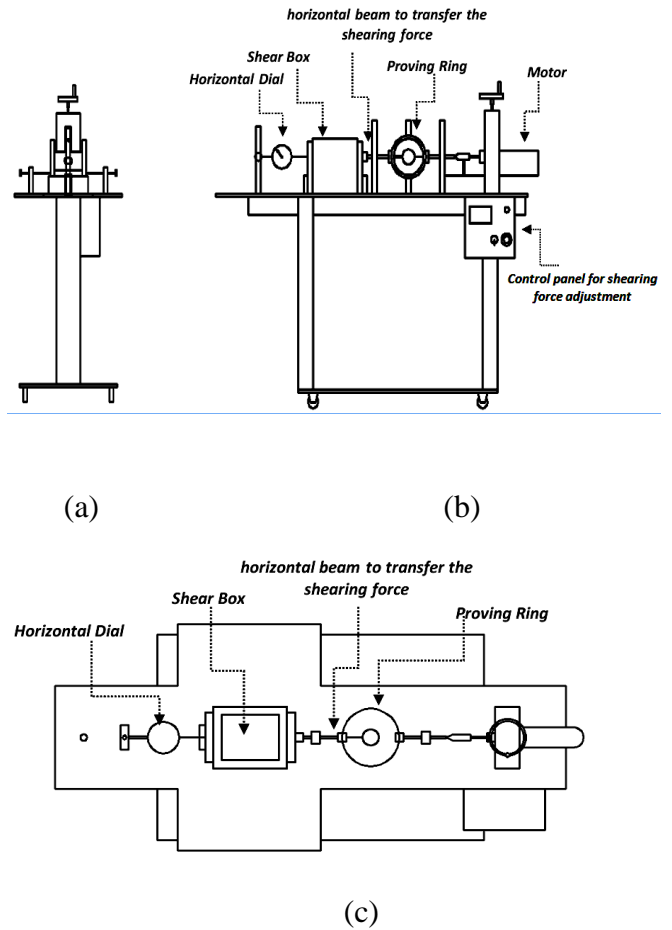 horizontal beam to transfer the
shearing force
Shear Box
Proving Ring
Horizontal Dial
Motor
Control panel for shearing
force adjustment
(a)
(b)
horizontal beam to transfer the
shearing force
Shear Box
Proving Ring
Horizontal Dial
(c)